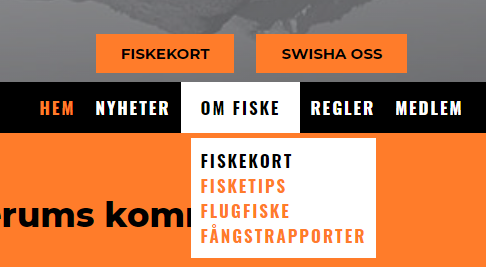 FISKEKORT SWISHA OSS
HEM NYHETER OM FISKE REGLER MEDLEM
FISKEKORT
FISKETIPS
FLUGFISKE
FÅNGSTRAPPORTER